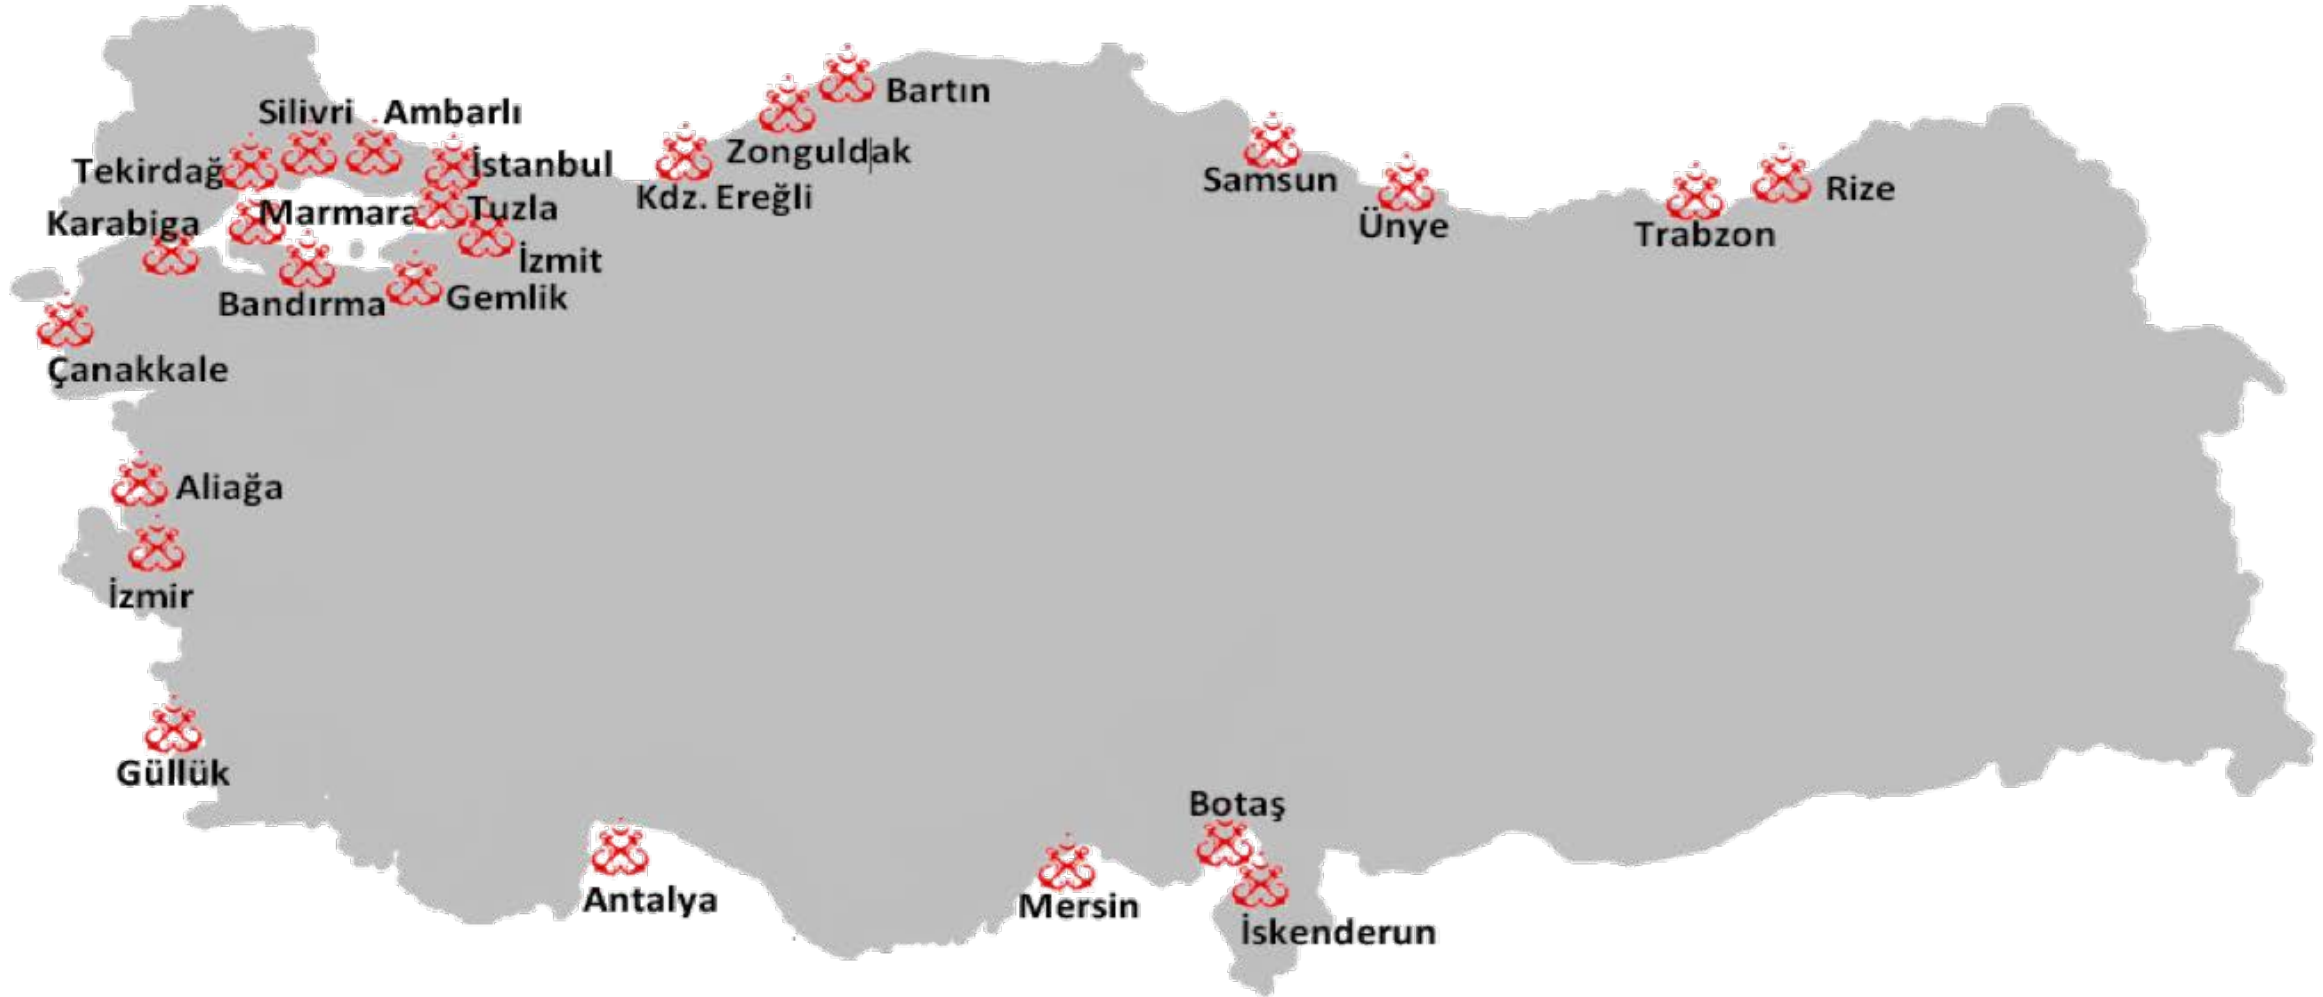 Bartın
Silivri
Ambarlı
Zonguldak
İstanbul
Tekirdağ
Samsun
Rize
Kdz. Ereğli
Tuzla
Marmara
Karabiga
Ünye
Trabzon
İzmit
Gemlik
Bandırma
Çanakkale
Aliağa
İzmir
Güllük
Botaş
Antalya
Mersin
İskenderun